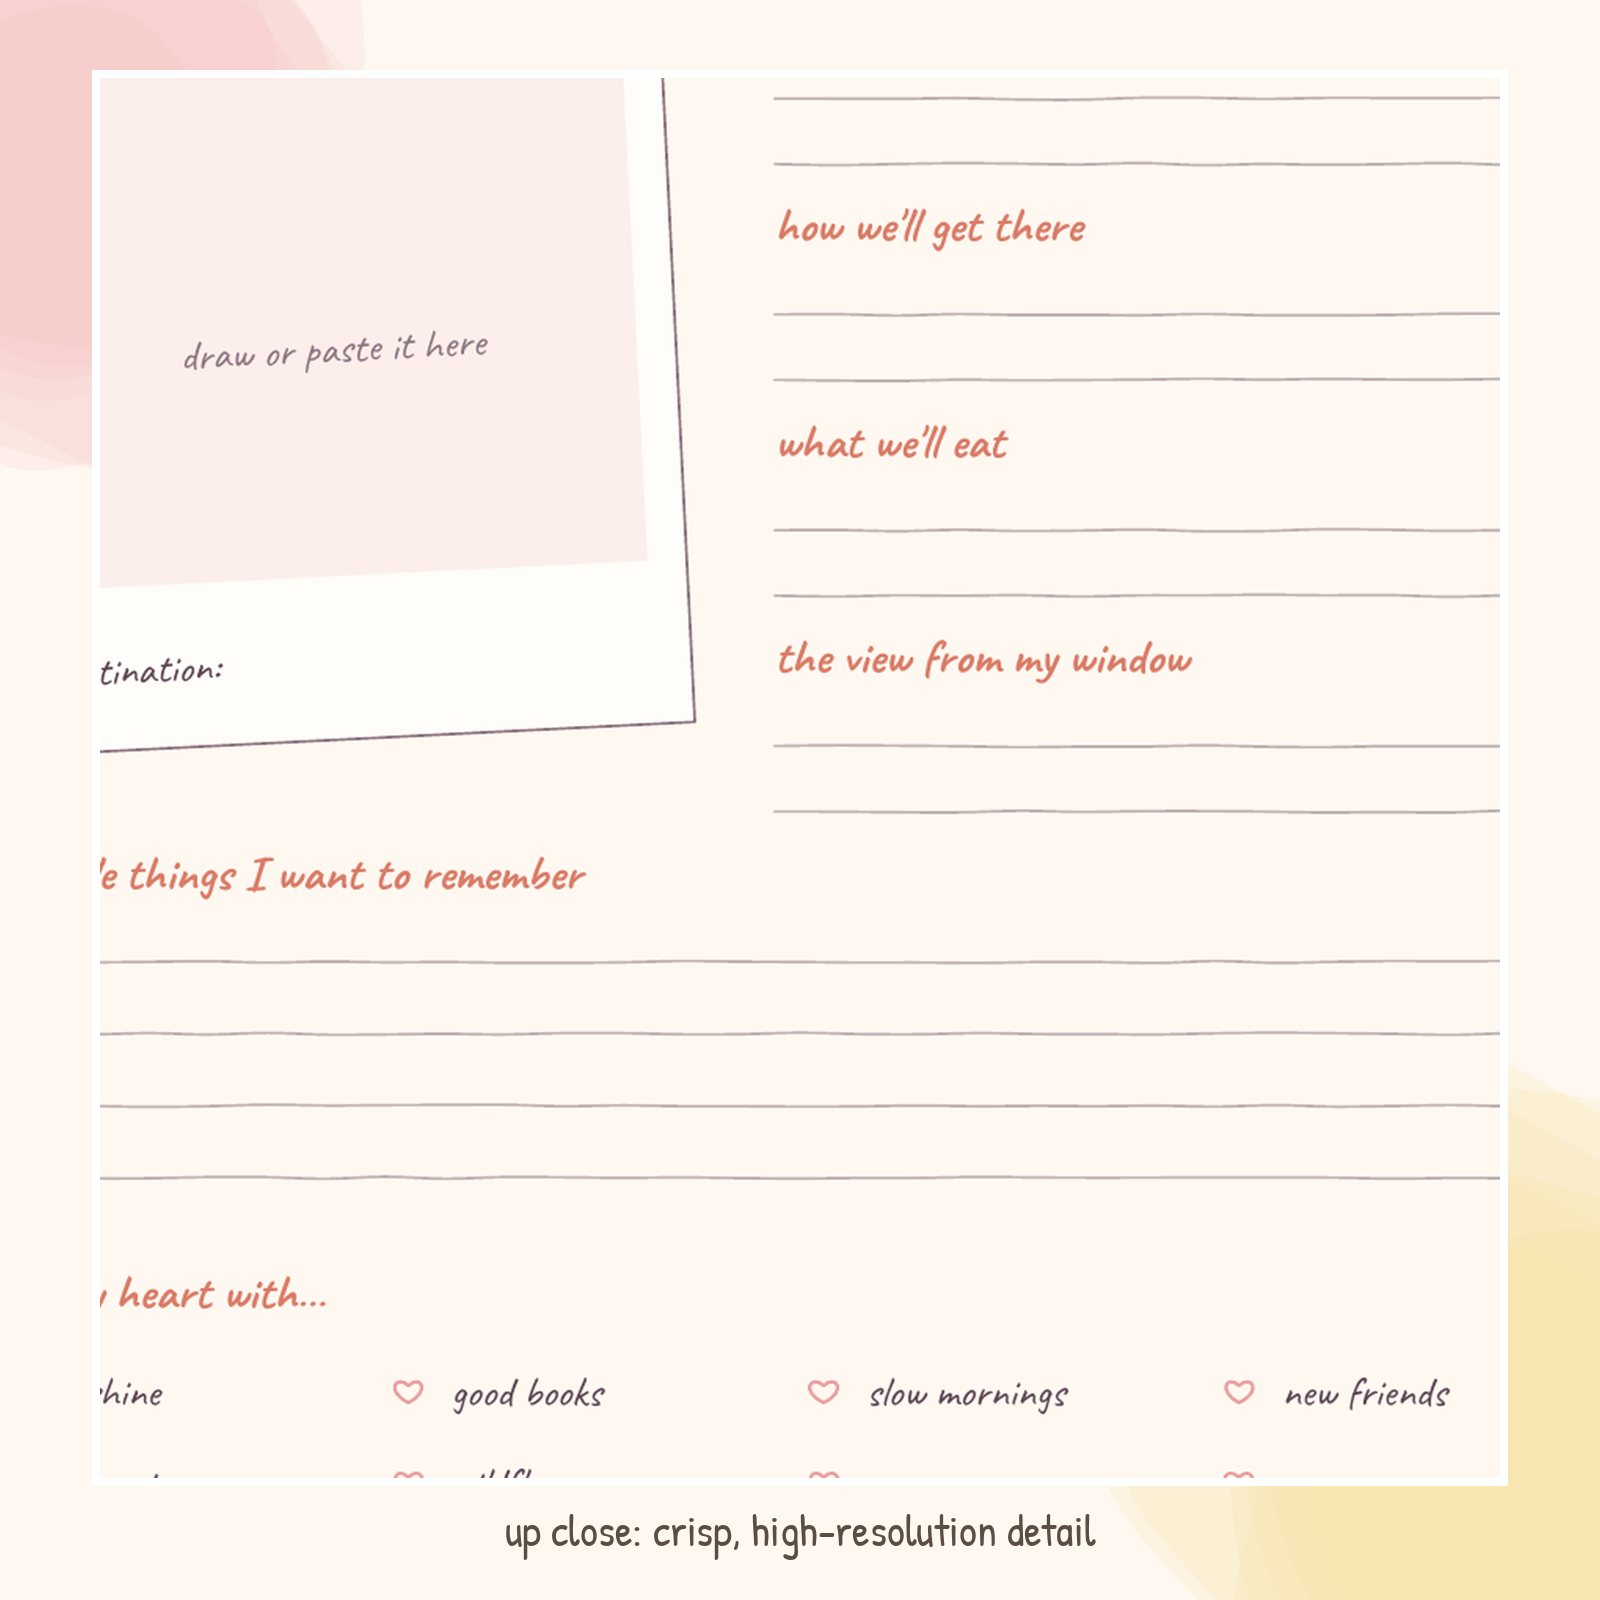 how we'll get there
draw or paste it here
what we'll eat
the view from my window
tination:
things I want to remember
heart with...
hine
good books
slow mornings
new friends
up close: crisp, high-resolution detail